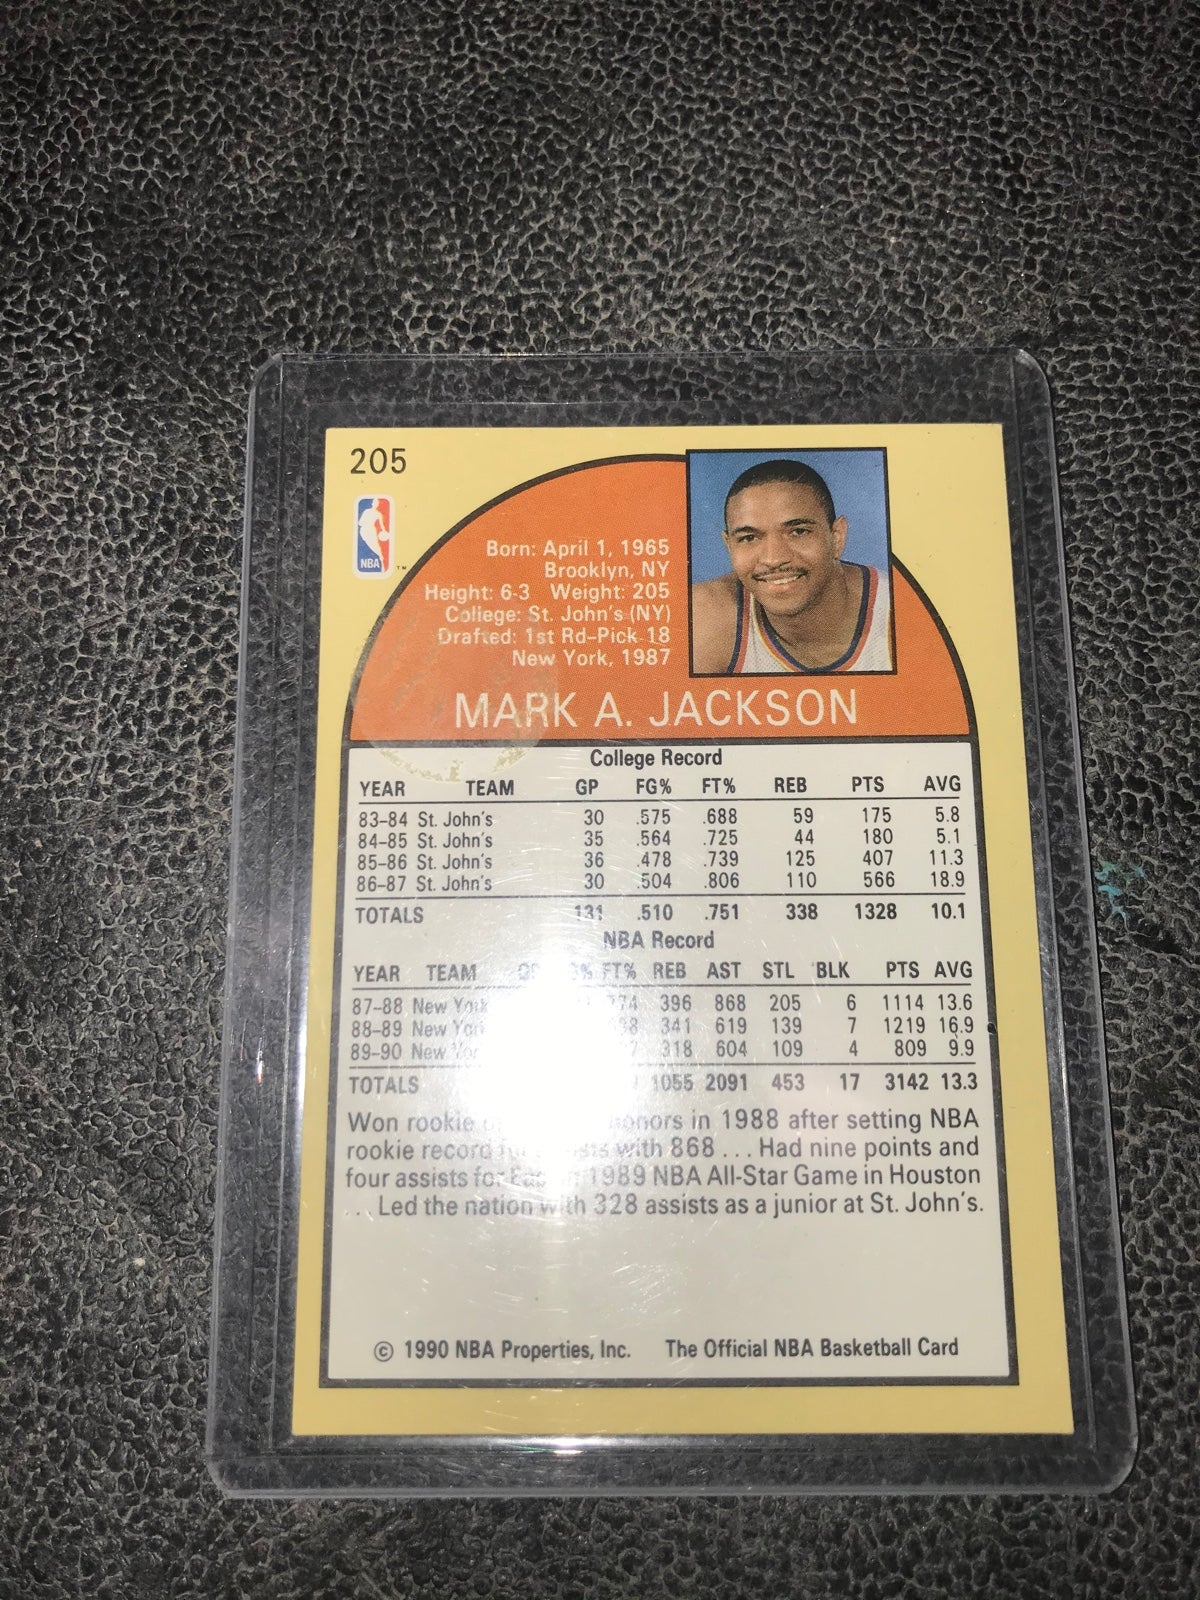 205
NBA
TM
Born: April 1, 1965
Brooklyn, NY
Height: 6-3 Weight: 205
College: St. John's (NY)
Drafted: 1st Rd-Pick 18
New York, 1987
MARK A. JACKSON
College Record
YEAR TEAM GP FG% FT% REB PTS AVG
83-84 St. John's 30 .575 .688 59 175 5.8
84-85 St. John's 35 .564 .725 44 180 5.1
85-86 St. John's 36 .478 .739 125 407 11.3
86-87 St. John's 30 .504 .806 110 566 18.9
TOTALS 131 .510 .751 338 1328 10.1
NBA Record
YEAR TEAM FT% REB AST STL BLK PTS AVG
87-88 New York 396 868 205 6 1114 13.6
88-89 New York 341 619 139 7 1219 16.9
89-90 New York 318 604 109 4 809 9.9
TOTALS 1055 2091 453 17 3142 13.3
Won rookie honors in 1988 after setting NBA
rookie record with 868 ... Had nine points and
four assists for East in 1989 NBA All-Star Game in Houston
... Led the nation with 328 assists as a junior at St. John's.
© 1990 NBA Properties, Inc. The Official NBA Basketball Card